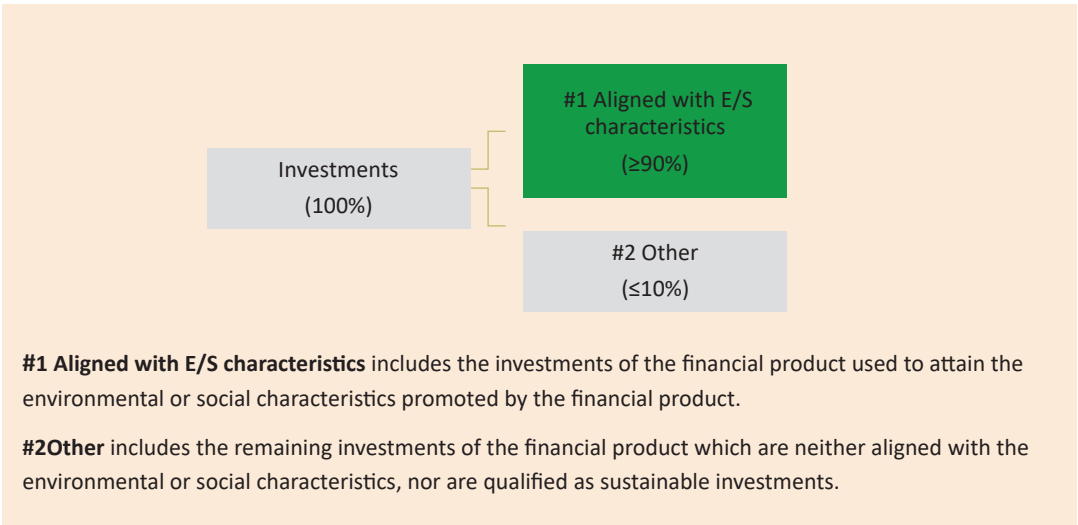 #1 Aligned with E/S
characteristics
(≥90%)
Investments
(100%)
#2 Other
(≤10%)
#1 Aligned with E/S characteristics includes the investments of the financial product used to attain the
environmental or social characteristics promoted by the financial product.
#2Other includes the remaining investments of the financial product which are neither aligned with the
environmental or social characteristics, nor are qualified as sustainable investments.